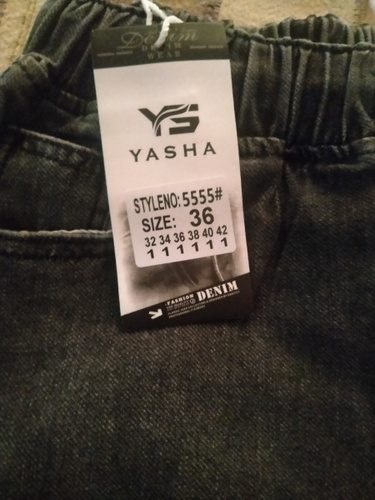 Denim
DENIM
WEAR
YS
YASHA
STYLENO: 5555#
SIZE: 36
32 34 36 38 40 42
1 1 1 1 1 1
FASHION
DENIM